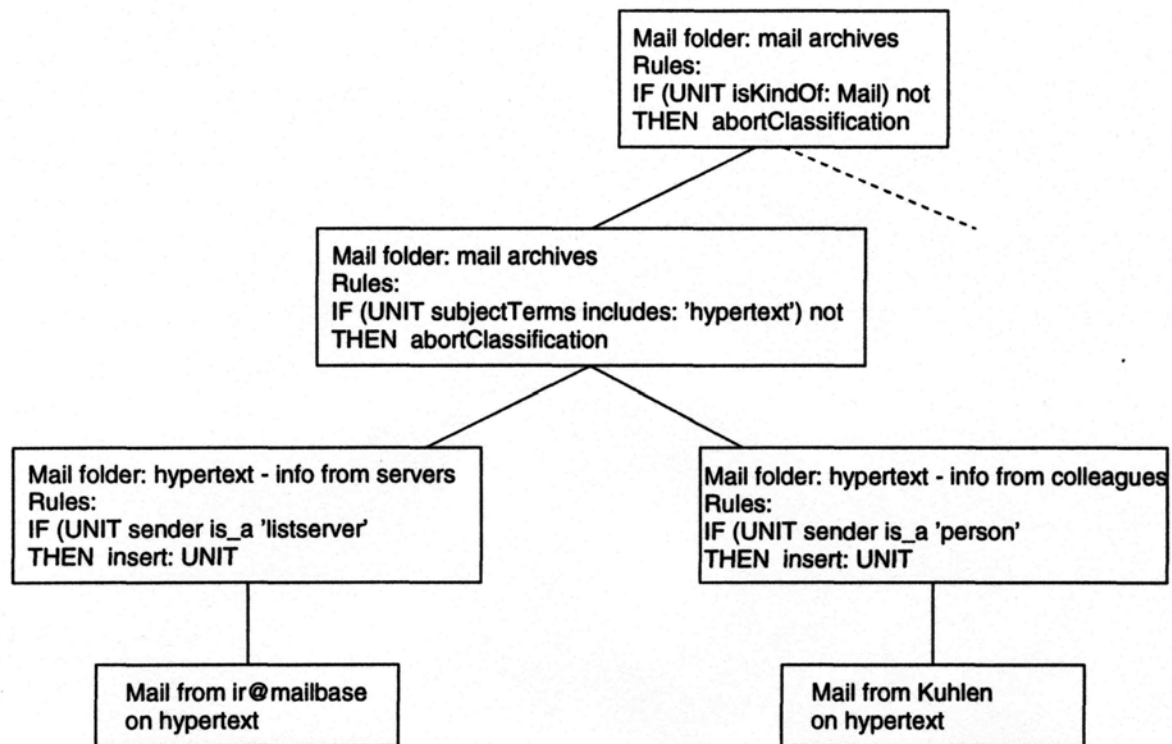 Mail folder: mail archives
Rules:
IF (UNIT isKindOf: Mail) not
THEN abortClassification
Mail folder: mail archives
Rules:
IF (UNIT subjectTerms includes: 'hypertext') not
THEN abortClassification
Mail folder: hypertext - info from servers
Rules:
IF (UNIT sender is_a 'listserver'
THEN insert: UNIT
Mail folder: hypertext - info from colleagues
Rules:
IF (UNIT sender is_a 'person'
THEN insert: UNIT
Mail from ir@mailbase
on hypertext
Mail from Kuhlen
on hypertext